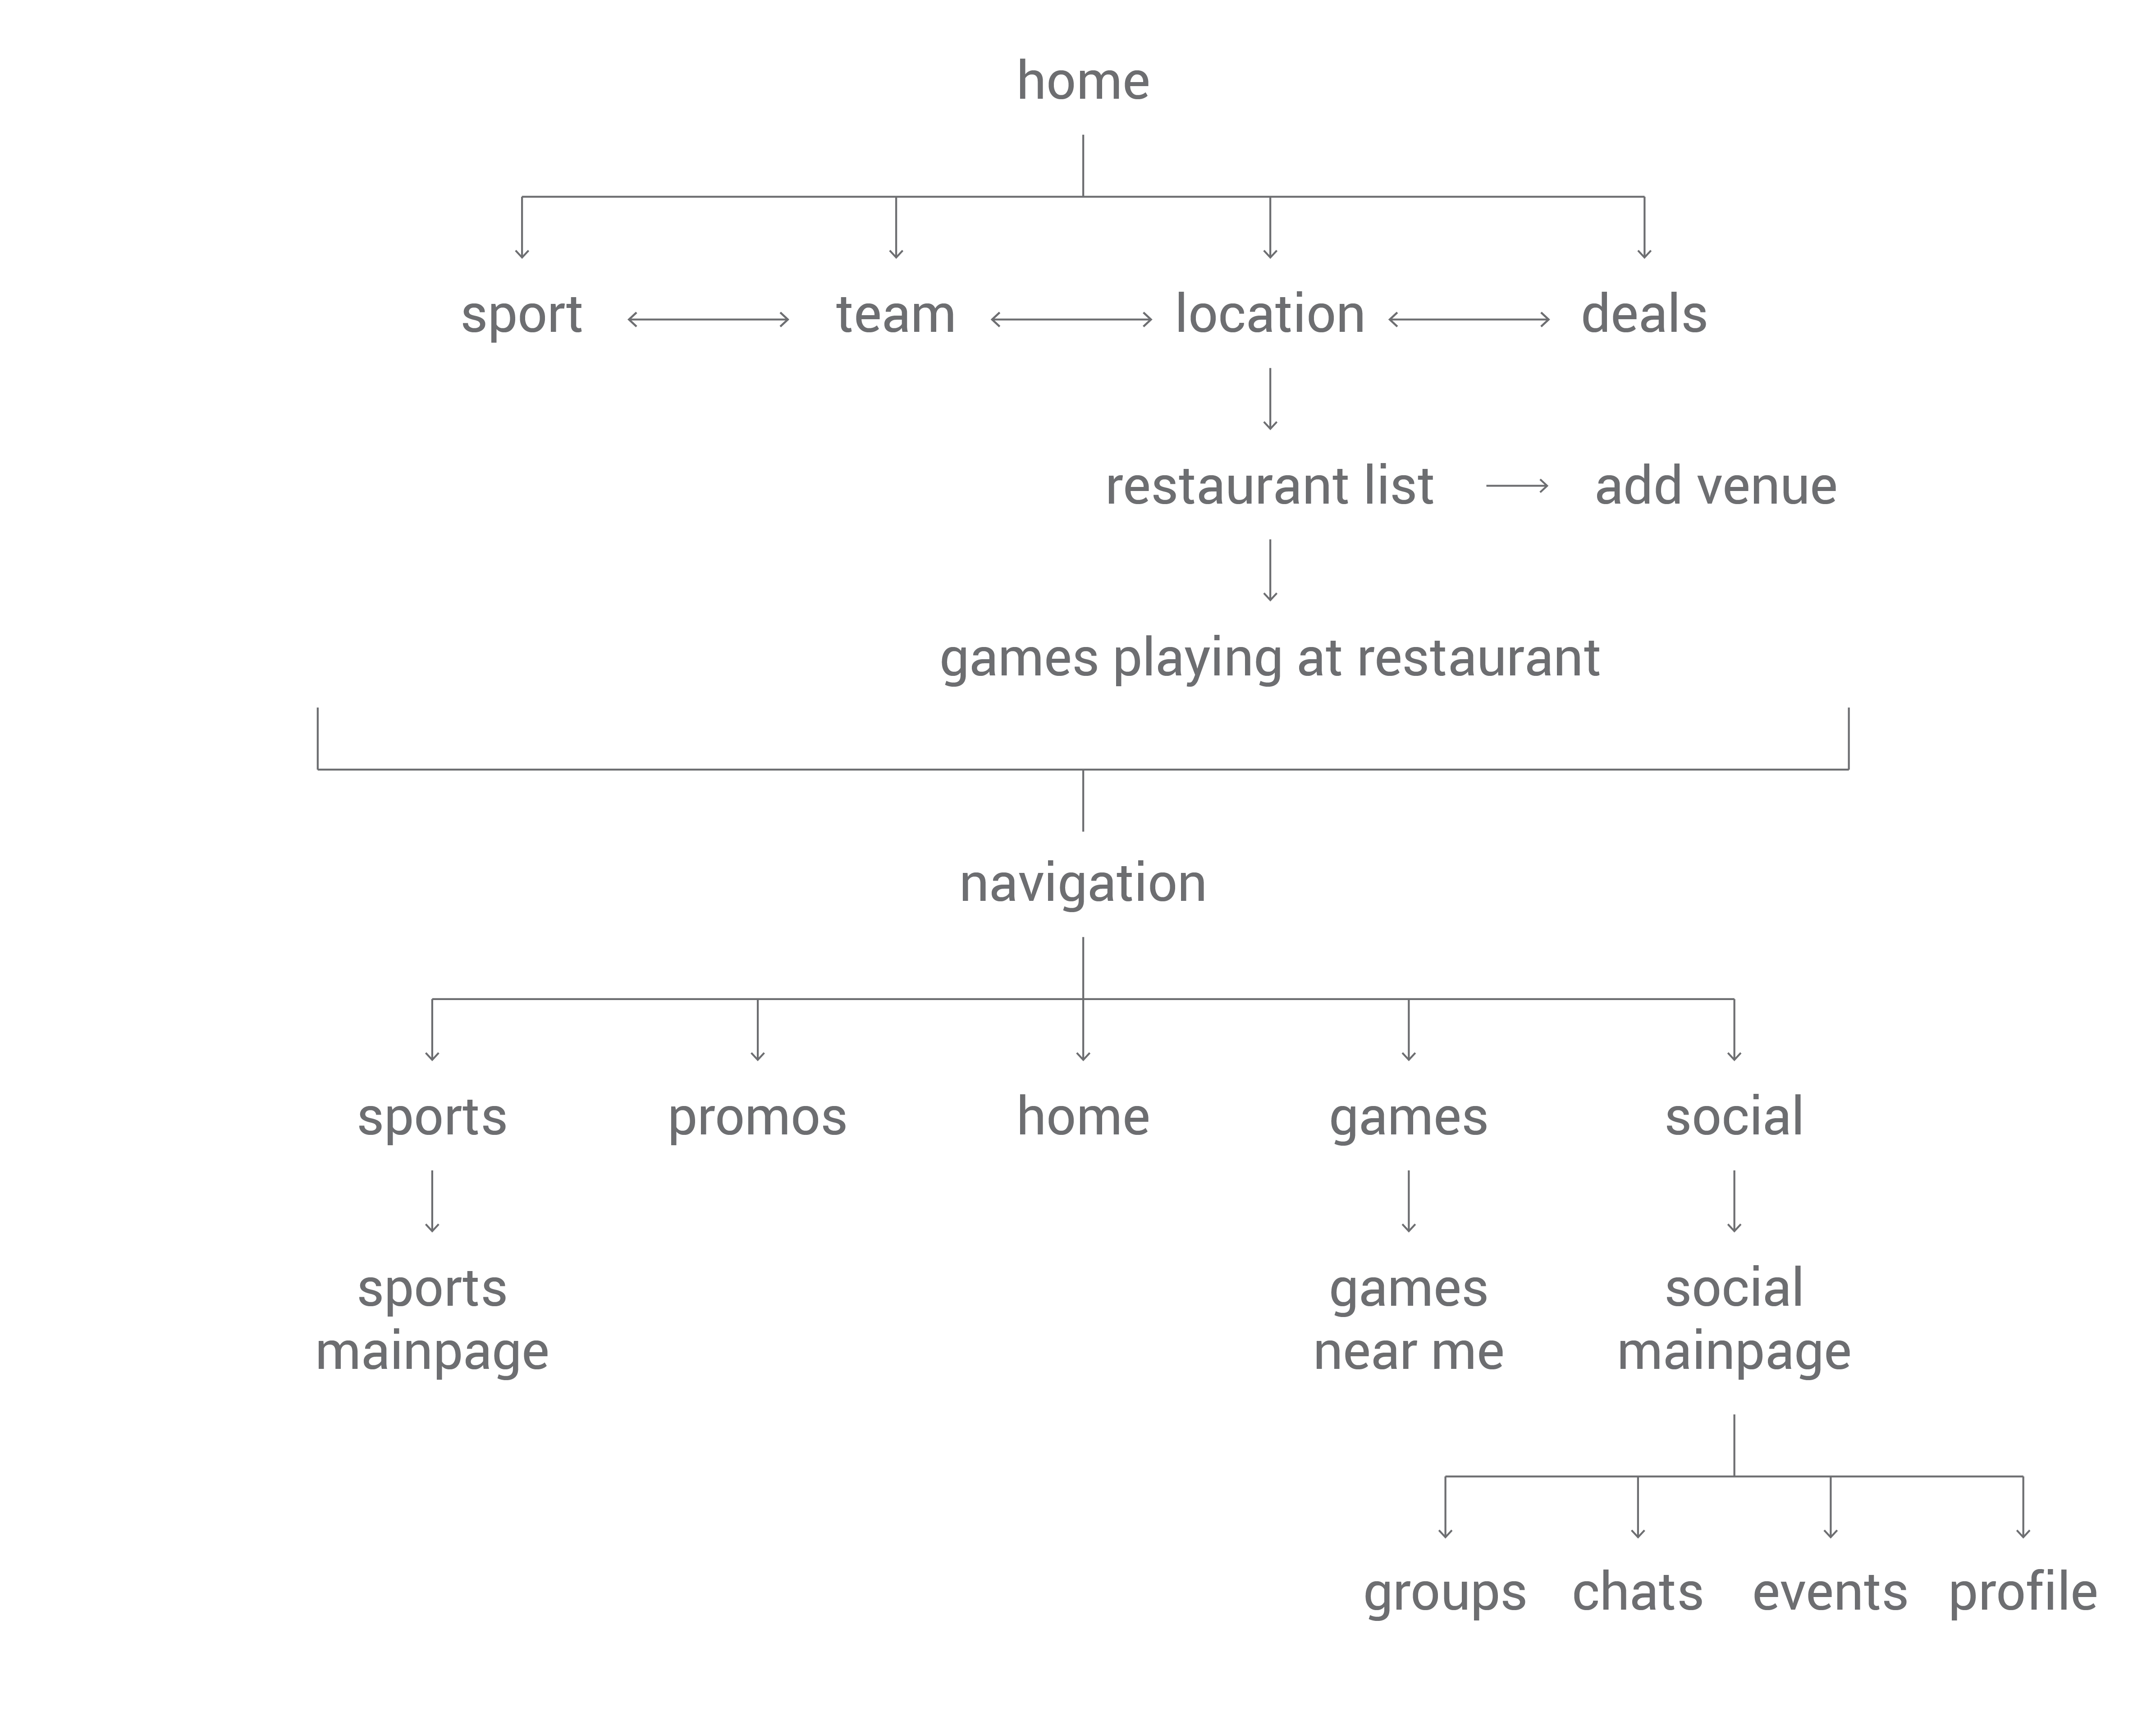 home
sport
team
location
deals
restaurant list
add venue
games playing at restaurant
navigation
sports
promos
home
games
social
sports
mainpage
games
near me
social
mainpage
groups
chats
events
profile